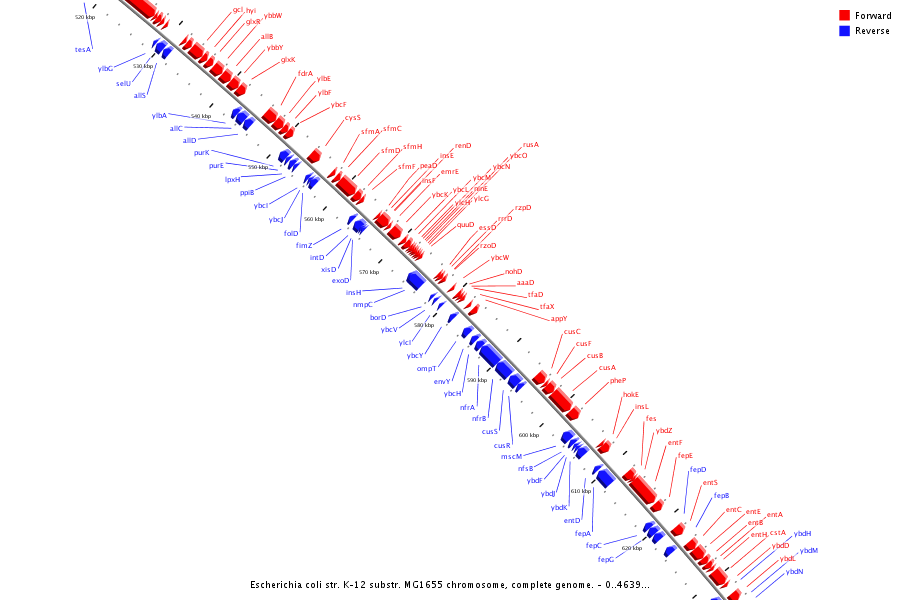 Forward
Reverse
520 kbp
tesA
ylbG
530 kbp
selU
allS
gcl
hyi
glxR
ybbW
allB
ybbY
glxK
fdrA
ylbE
ylbF
ybcF
ylbA
540 kbp
allC
allD
cysS
sfmA
sfmC
sfmD
sfmH
sfmF
purK
purE
550 kbp
lpxH
ppiB
ybcI
ybcJ
folD
560 kbp
peaD
insE
renD
emrE
insF
ybcK
ybcL
ybcM
ylcH
ninE
ylcG
ybcN
ybcO
rusA
quuD
essD
rrrD
rzpD
rzoD
ybcW
nohD
aaaD
tfaD
tfaX
appY
fimZ
intD
xisD
exoD
570 kbp
insH
nmpC
borD
ybcV
580 kbp
ylcI
ybcY
ompT
envY
ybcH
590 kbp
nfrA
nfrB
cusS
cusR
cusC
cusF
cusB
cusA
pheP
hokE
insL
fes
ybdZ
entF
fepE
fepD
entS
fepB
600 kbp
mscM
nfsB
ybdF
ybdJ
ybdK
610 kbp
entD
fepA
fepC
fepG
620 kbp
entC
entE
entA
entB
entH
cstA
ybdD
ybdH
ybdL
ybdM
ybdN
Escherichia coli str. K-12 substr. MG1655 chromosome, complete genome. - 0..4639...